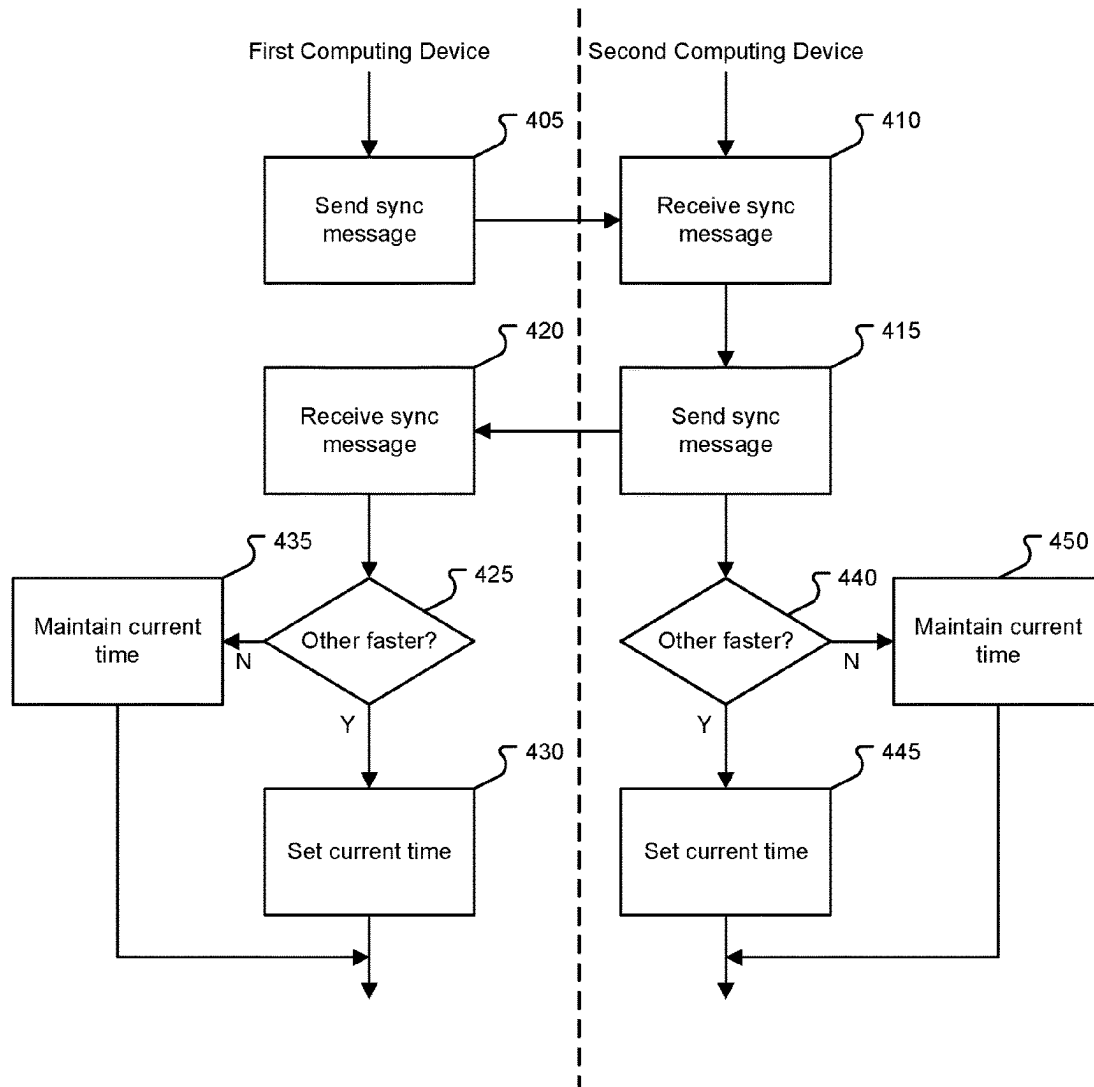 First Computing Device
Second Computing Device
405
410
Send sync
message
Receive sync
message
420
415
Receive sync
message
Send sync
message
435
425
440
450
Maintain current
time
Other faster?
Other faster?
Maintain current
time
N
N
Y
Y
430
445
Set current time
Set current time